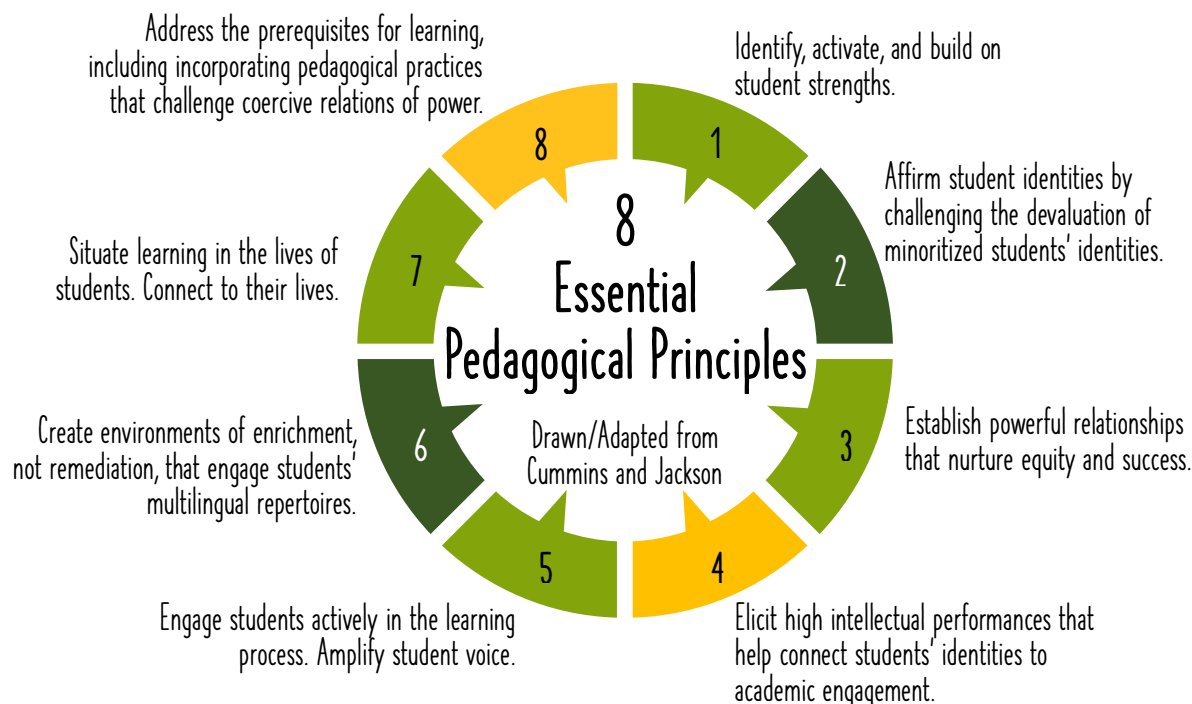 8
Essential
Pedagogical Principles
Drawn/Adapted from
Cummins and Jackson
1
Identify, activate, and build on
student strengths.
2
Affirm student identities by
challenging the devaluation of
minoritized students' identities.
3
Establish powerful relationships
that nurture equity and success.
4
Elicit high intellectual performances that
help connect students' identities to
academic engagement.
5
Engage students actively in the learning
process. Amplify student voice.
6
Create environments of enrichment,
not remediation, that engage students'
multilingual repertoires.
7
Situate learning in the lives of
students. Connect to their lives.
8
Address the prerequisites for learning,
including incorporating pedagogical practices
that challenge coercive relations of power.